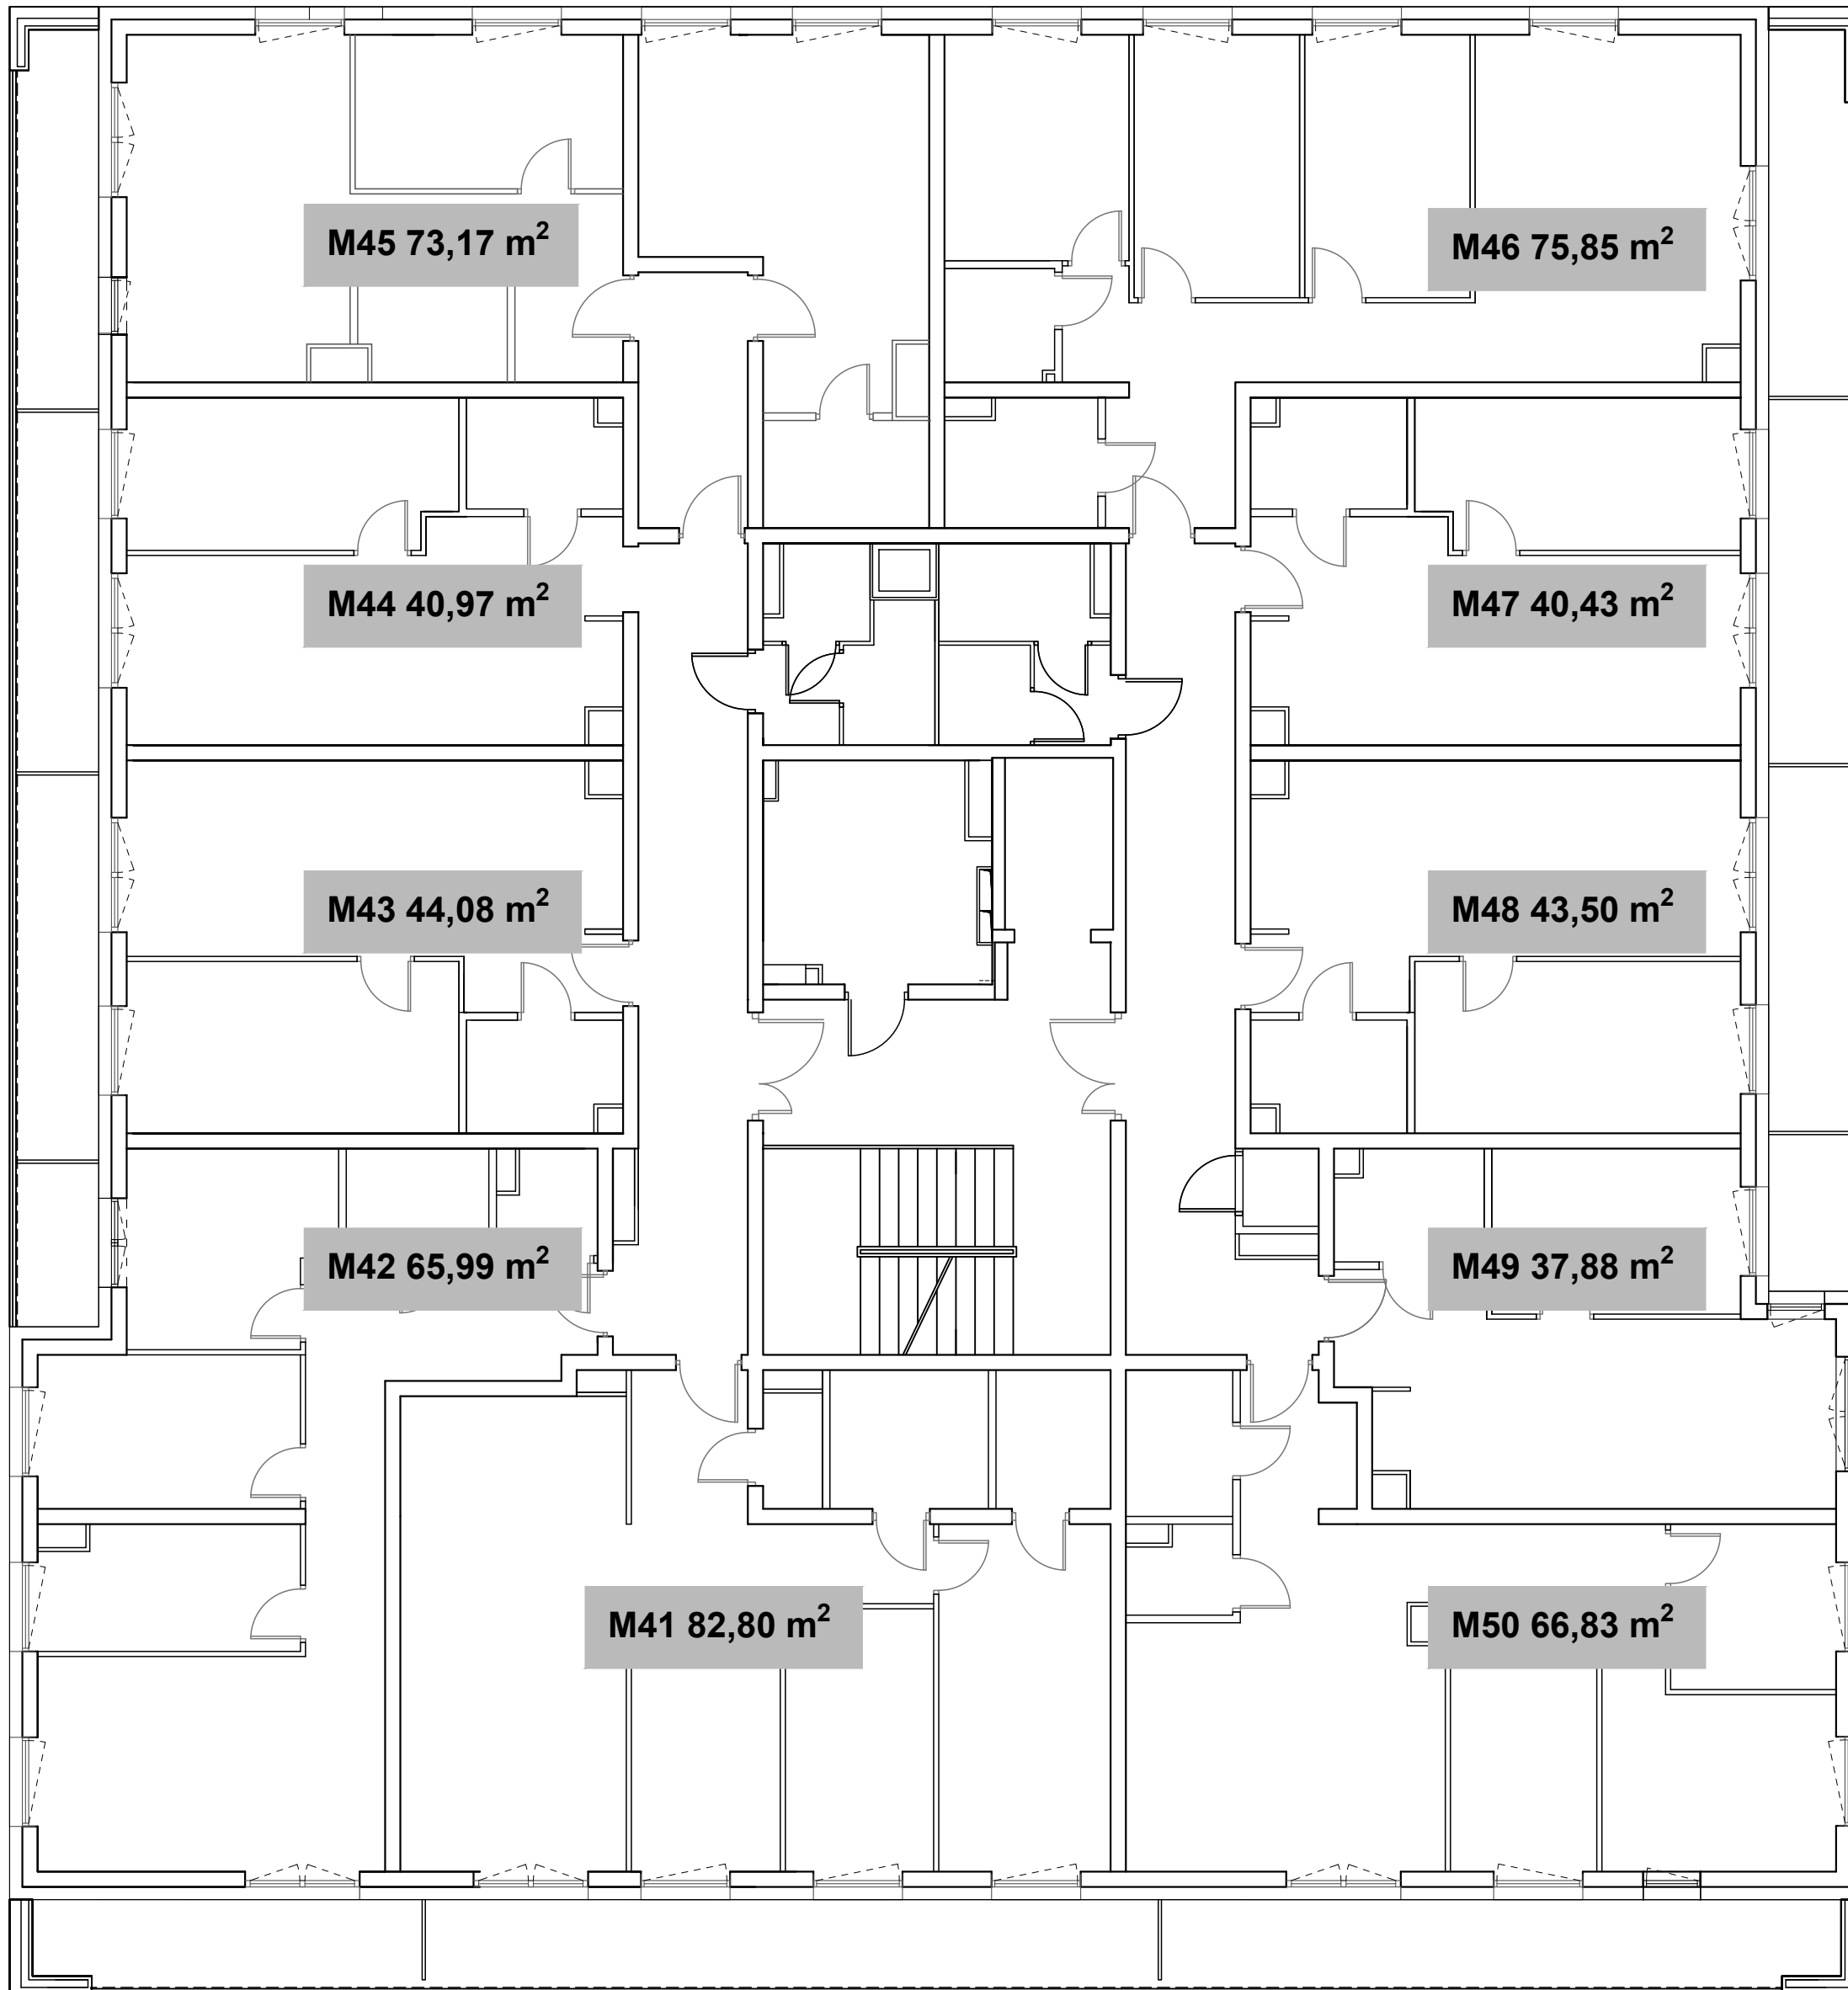 M45 73,17 m²
M46 75,85 m²
M44 40,97 m²
M47 40,43 m²
M43 44,08 m²
M48 43,50 m²
M42 65,99 m²
M49 37,88 m²
M41 82,80 m²
M50 66,83 m²